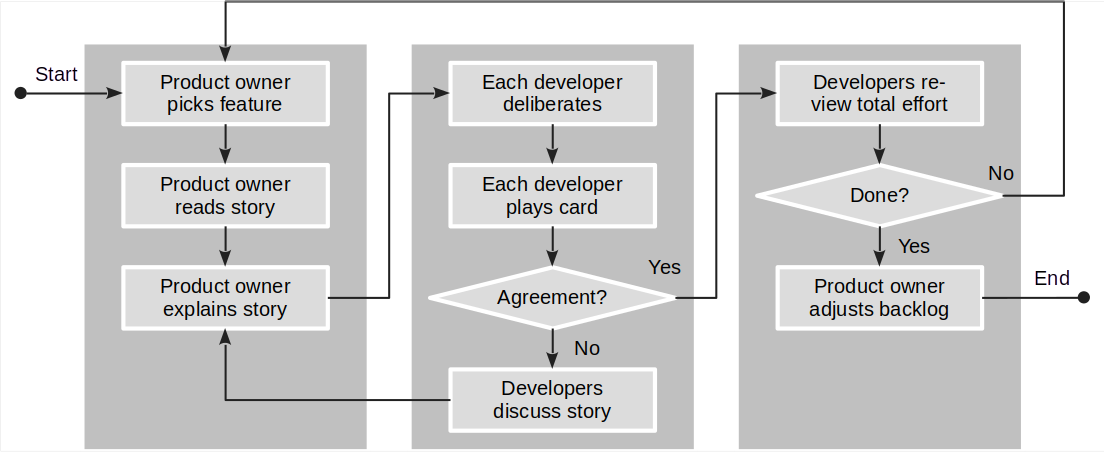 Start
Product owner
picks feature
Product owner
reads story
Product owner
explains story
Each developer
deliberates
Each developer
plays card
Agreement?
Yes
No
Developers
discuss story
Developers re-
view total effort
Done?
No
Yes
Product owner
adjusts backlog
End